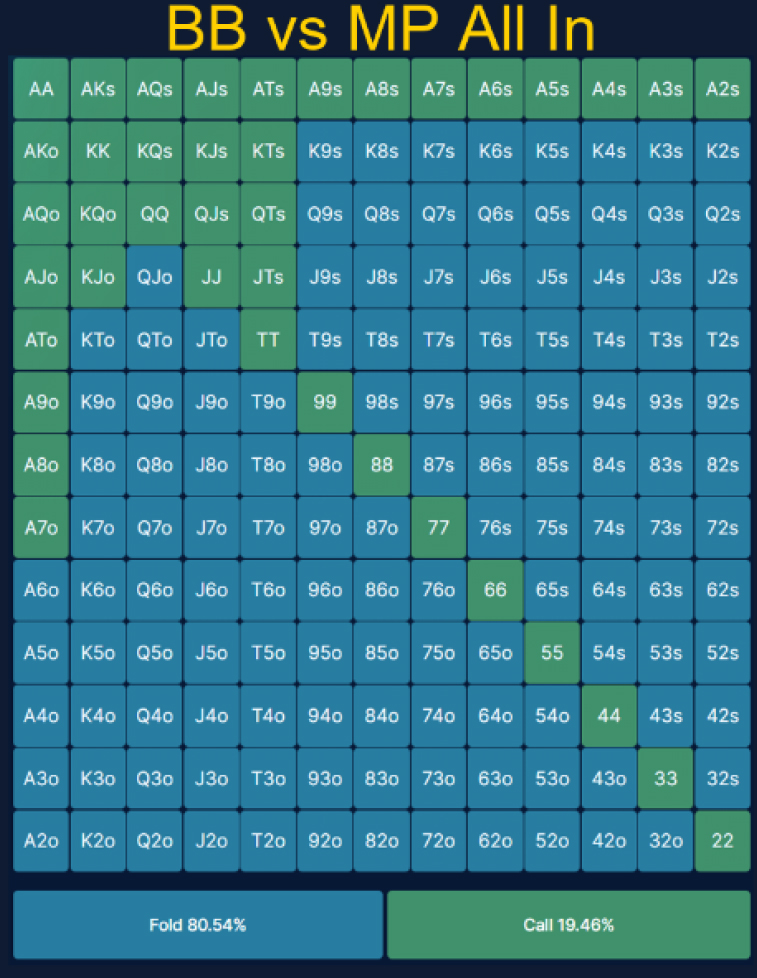 BB vs MP All In
AA AKs AQs AJs ATs A9s A8s A7s A6s A5s A4s A3s A2s
AKo KK KQs KJs KTs K9s K8s K7s K6s K5s K4s K3s K2s
AQo KQo QQ QJs QTs Q9s Q8s Q7s Q6s Q5s Q4s Q3s Q2s
AJo KJo QJo JJ JTs J9s J8s J7s J6s J5s J4s J3s J2s
ATo KTo QTo JTo TT T9s T8s T7s T6s T5s T4s T3s T2s
A9o K9o Q9o J9o T9o 99 98s 97s 96s 95s 94s 93s 92s
A8o K8o Q8o J8o T8o 98o 88 87s 86s 85s 84s 83s 82s
A7o K7o Q7o J7o T7o 97o 87o 77 76s 75s 74s 73s 72s
A6o K6o Q6o J6o T6o 96o 86o 76o 66 65s 64s 63s 62s
A5o K5o Q5o J5o T5o 95o 85o 75o 65o 55 54s 53s 52s
A4o K4o Q4o J4o T4o 94o 84o 74o 64o 54o 44 43s 42s
A3o K3o Q3o J3o T3o 93o 83o 73o 63o 53o 43o 33 32s
A2o K2o Q2o J2o T2o 92o 82o 72o 62o 52o 42o 32o 22
Fold 80.54% Call 19.46%